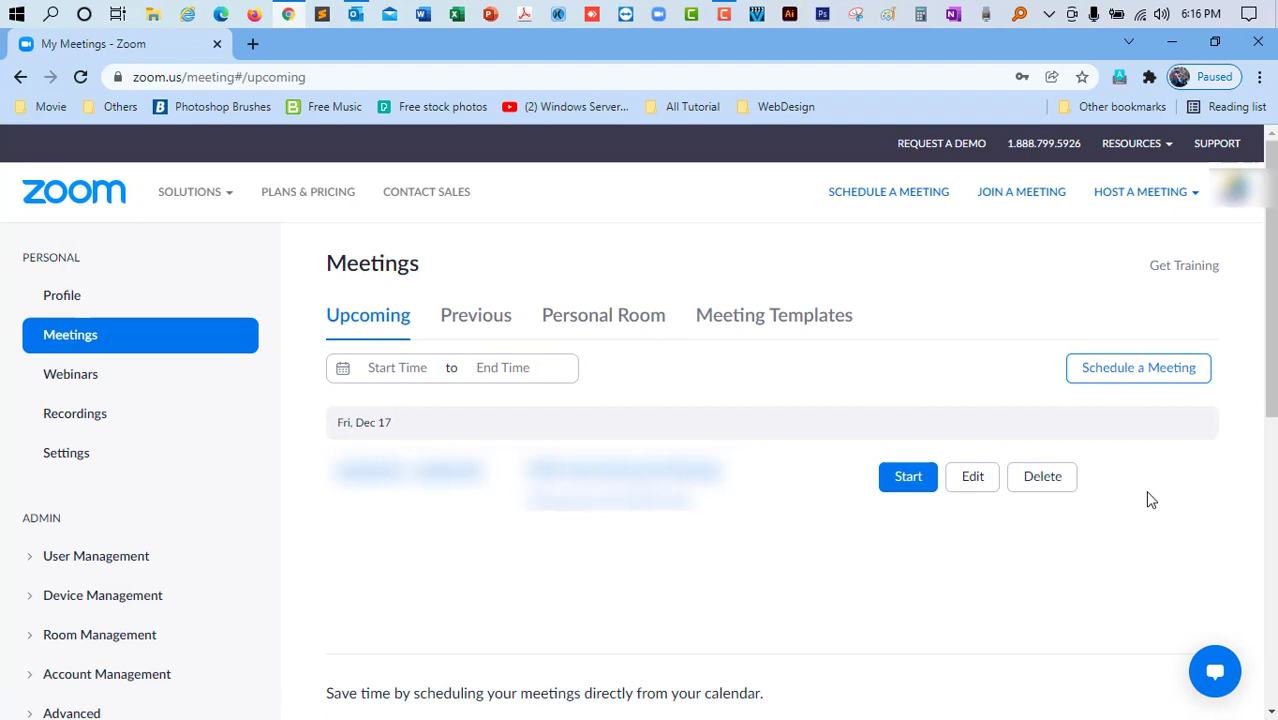 6:16 PM
My Meetings - Zoom
zoom.us/meeting#/upcoming
Paused
Movie
Others
Photoshop Brushes
Free Music
Free stock photos
(2) Windows Server...
All Tutorial
WebDesign
Other bookmarks
Reading list
REQUEST A DEMO
1.888.799.5926
RESOURCES
SUPPORT
zoom
SOLUTIONS
PLANS & PRICING
CONTACT SALES
SCHEDULE A MEETING
JOIN A MEETING
HOST A MEETING
PERSONAL
Profile
Meetings
Webinars
Recordings
Settings
ADMIN
User Management
Device Management
Room Management
Account Management
Advanced
Meetings
Get Training
Upcoming
Previous
Personal Room
Meeting Templates
Start Time to End Time
Schedule a Meeting
Fri, Dec 17
Start
Edit
Delete
Save time by scheduling your meetings directly from your calendar.